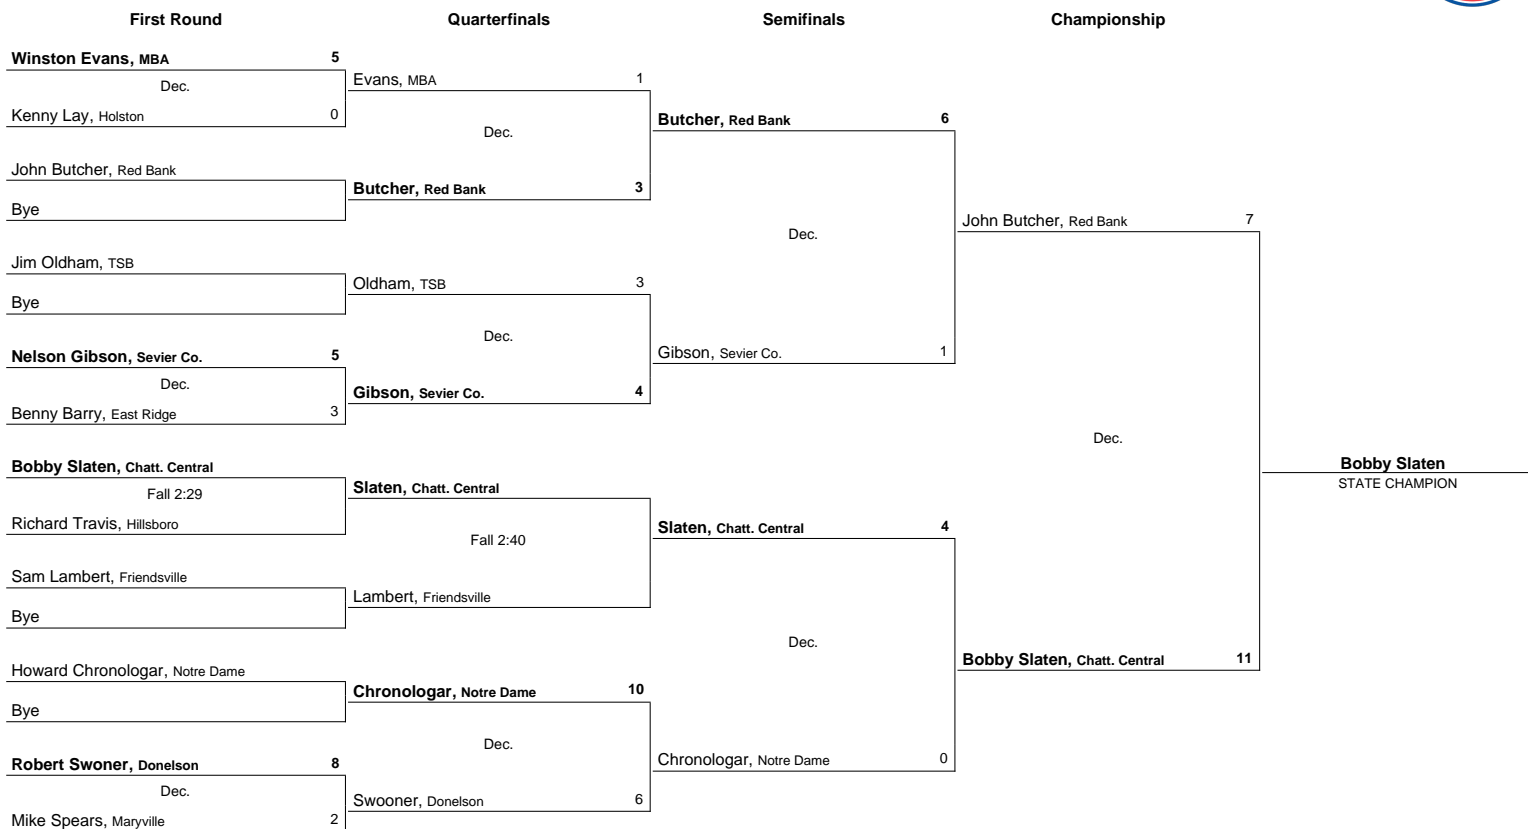 First Round Quarterfinals Semifinals Championship
Winston Evans, MBA 5
Dec.
Kenny Lay, Holston 0
John Butcher, Red Bank
Bye
Jim Oldham, TSB
Bye
Nelson Gibson, Sevier Co. 5
Dec.
Benny Barry, East Ridge 3
Bobby Slaten, Chatt. Central
Fall 2:29
Richard Travis, Hillsboro
Sam Lambert, Friendsville
Bye
Howard Chronologar, Notre Dame
Bye
Robert Swoner, Donelson 8
Dec.
Mike Spears, Maryville 2
Evans, MBA 1
Dec.
Butcher, Red Bank 3
Oldham, TSB 3
Dec.
Gibson, Sevier Co. 4
Slaten, Chatt. Central
Fall 2:40
Lambert, Friendsville
Chronologar, Notre Dame 10
Dec.
Swooner, Donelson 6
Butcher, Red Bank 6
Dec.
Gibson, Sevier Co. 1
Slaten, Chatt. Central 4
Dec.
Chronologar, Notre Dame 0
John Butcher, Red Bank 7
Dec.
Bobby Slaten, Chatt. Central 11
Bobby Slaten
STATE CHAMPION